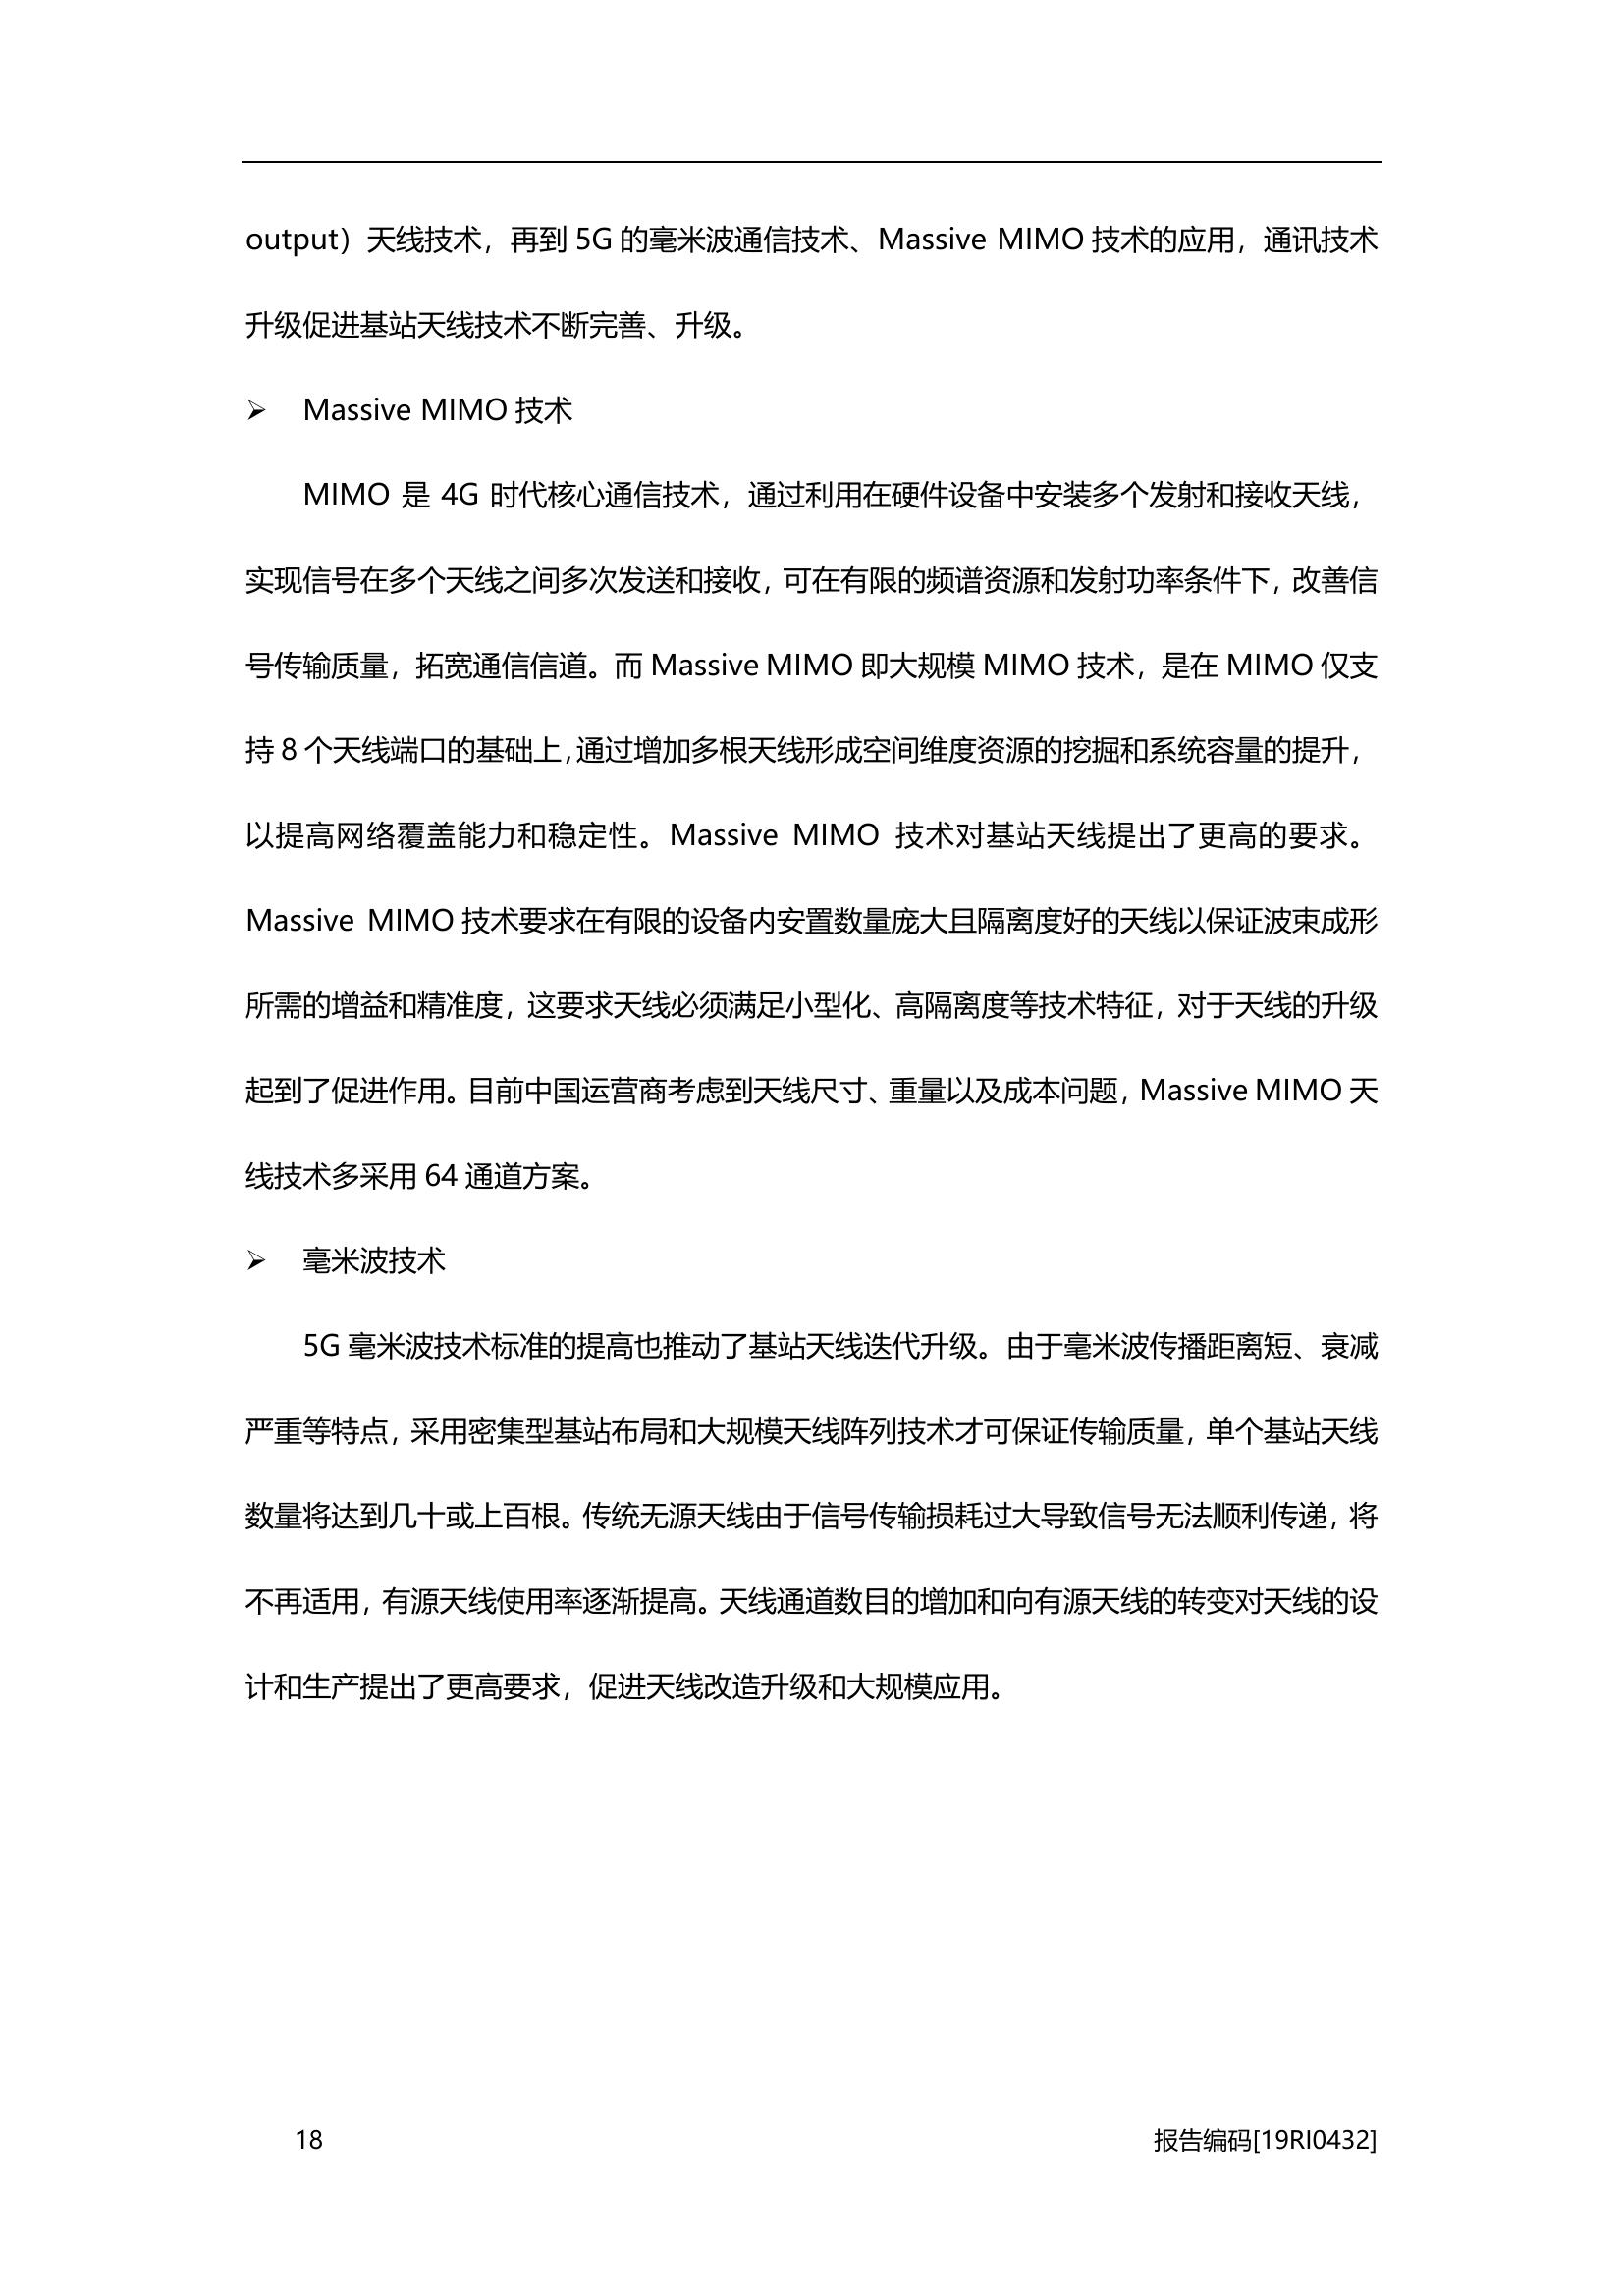 output）天线技术，再到 5G 的毫米波通信技术、Massive MIMO 技术的应用，通讯技术
升级促进基站天线技术不断完善、升级。
➢ Massive MIMO 技术
MIMO 是 4G 时代核心通信技术，通过利用在硬件设备中安装多个发射和接收天线，
实现信号在多个天线之间多次发送和接收，可在有限的频谱资源和发射功率条件下，改善信
号传输质量，拓宽通信信道。而 Massive MIMO 即大规模 MIMO 技术，是在 MIMO 仅支
持 8 个天线端口的基础上，通过增加多根天线形成空间维度资源的挖掘和系统容量的提升，
以提高网络覆盖能力和稳定性。Massive MIMO 技术对基站天线提出了更高的要求。
Massive MIMO 技术要求在有限的设备内安置数量庞大且隔离度好的天线以保证波束成形
所需的增益和精准度，这要求天线必须满足小型化、高隔离度等技术特征，对于天线的升级
起到了促进作用。目前中国运营商考虑到天线尺寸、重量以及成本问题，Massive MIMO 天
线技术多采用 64 通道方案。
➢ 毫米波技术
5G 毫米波技术标准的提高也推动了基站天线迭代升级。由于毫米波传播距离短、衰减
严重等特点，采用密集型基站布局和大规模天线阵列技术才可保证传输质量，单个基站天线
数量将达到几十或上百根。传统无源天线由于信号传输损耗过大导致信号无法顺利传递，将
不再适用，有源天线使用率逐渐提高。天线通道数目的增加和向有源天线的转变对天线的设
计和生产提出了更高要求，促进天线改造升级和大规模应用。
18 报告编码[19RI0432]